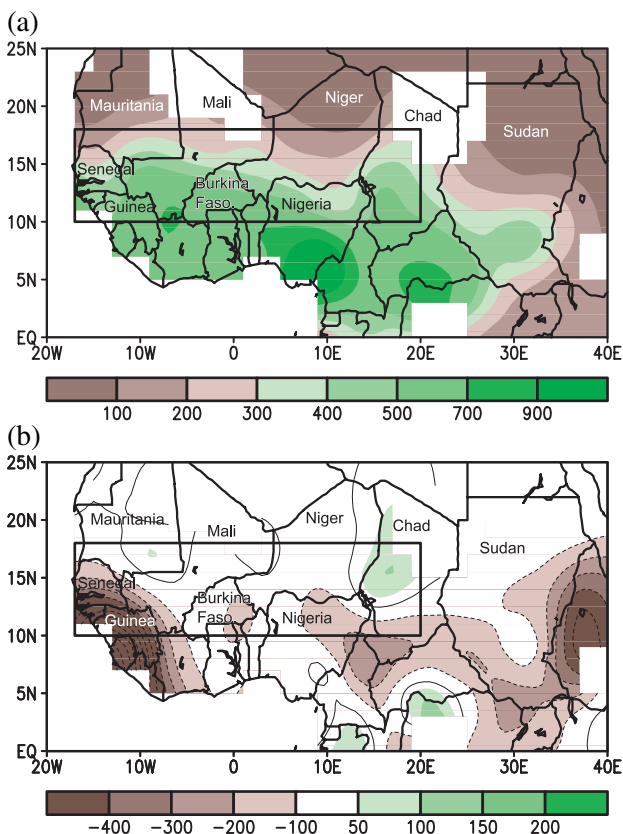 (a)
25N
20N
15N
10N
5N
EQ
Mauritania
Mali
Niger
Chad
Sudan
Senegal
Burkina
Faso.
Guinea
Nigeria
20W 10W 0 10E 20E 30E 40E
100 200 300 400 500 700 900
(b)
25N
20N
15N
10N
5N
EQ
Mauritania
Mali
Niger
Chad
Sudan
Senegal
Burkina
Faso.
Guinea
Nigeria
20W 10W 0 10E 20E 30E 40E
−400 −300 −200 −100 50 100 150 200